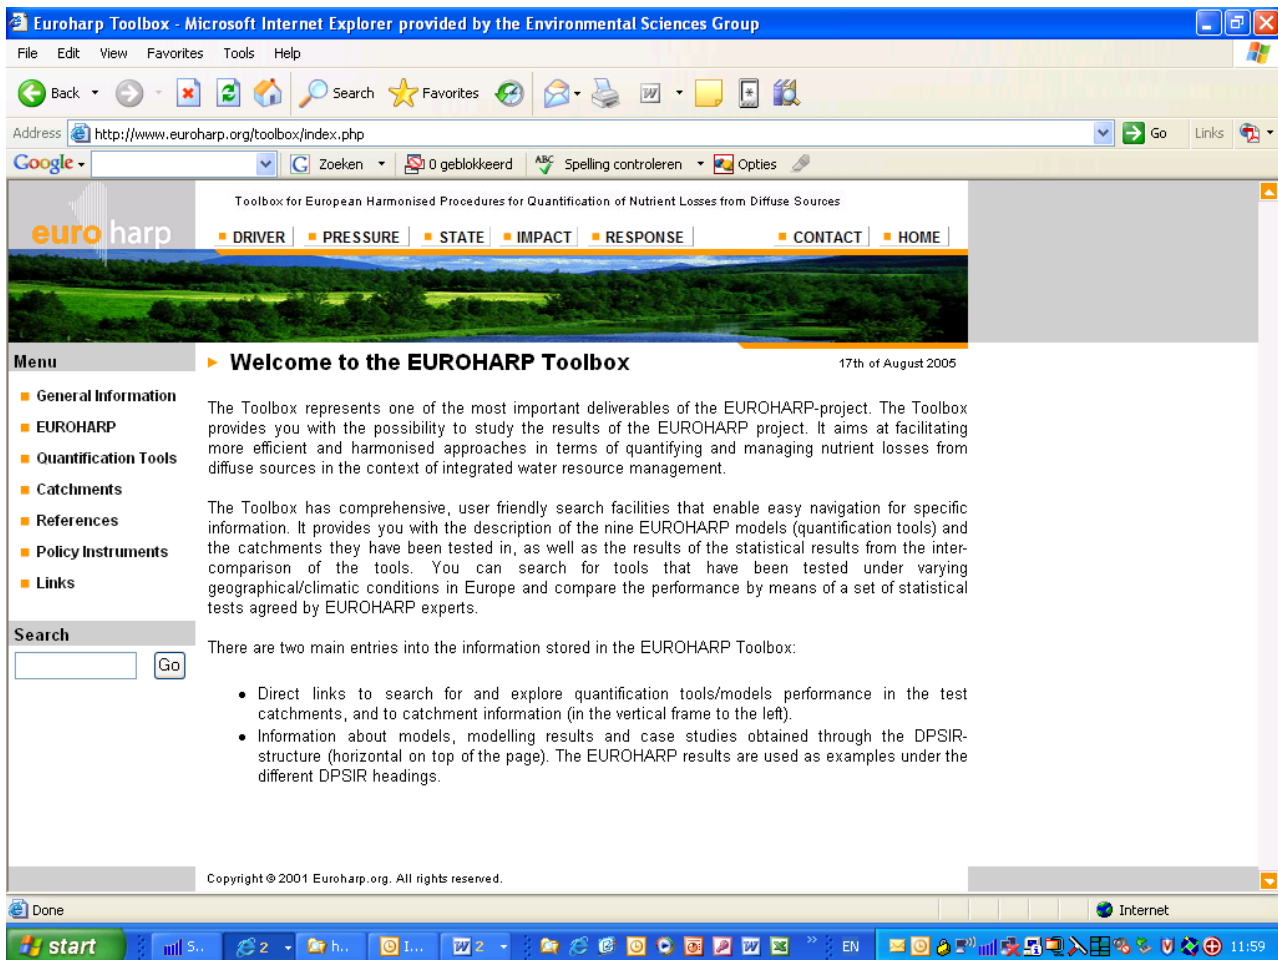 Euroharp Toolbox - Microsoft Internet Explorer provided by the Environmental Sciences Group
File Edit View Favorites Tools Help
Back Search Favorites
Address http://www.euroharp.org/toolbox/index.php Go Links
Google Zoeken 0 geblokkeerd ABC Spelling controleren Opties
euroharp
Toolbox for European Harmonised Procedures for Quantification of Nutrient Losses from Diffuse Sources
DRIVER PRESSURE STATE IMPACT RESPONSE CONTACT HOME
Menu
General Information
EUROHARP
Quantification Tools
Catchments
References
Policy Instruments
Links
Search
Go
Welcome to the EUROHARP Toolbox
17th of August 2005
The Toolbox represents one of the most important deliverables of the EUROHARP-project. The Toolbox
provides you with the possibility to study the results of the EUROHARP project. It aims at facilitating
more efficient and harmonised approaches in terms of quantifying and managing nutrient losses from
diffuse sources in the context of integrated water resource management.
The Toolbox has comprehensive, user friendly search facilities that enable easy navigation for specific
information. It provides you with the description of the nine EUROHARP models (quantification tools) and
the catchments they have been tested in, as well as the results of the statistical results from the inter-
comparison of the tools. You can search for tools that have been tested under varying
geographical/climatic conditions in Europe and compare the performance by means of a set of statistical
tests agreed by EUROHARP experts.
There are two main entries into the information stored in the EUROHARP Toolbox:
• Direct links to search for and explore quantification tools/models performance in the test
catchments, and to catchment information (in the vertical frame to the left).
• Information about models, modelling results and case studies obtained through the DPSIR-
structure (horizontal on top of the page). The EUROHARP results are used as examples under the
different DPSIR headings.
Copyright © 2001 Euroharp.org. All rights reserved.
Done Internet
start S.. 2 h.. I... 2 EN 11:59